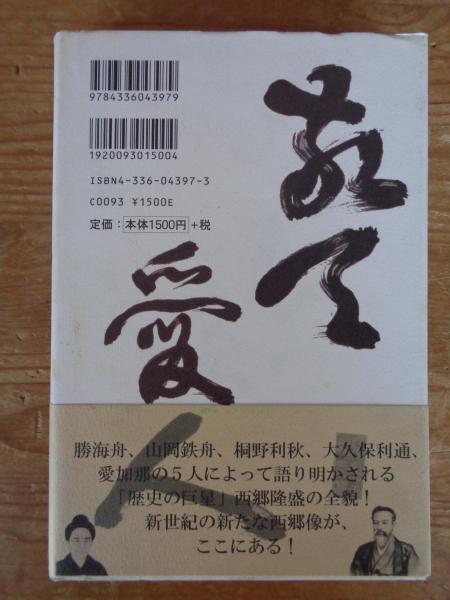 9784336043979
1920093015004
ISBN4-336-04397-3
C0093 ¥1500E
定価：本体1500円+税
敬天
愛人
勝海舟、山岡鉄舟、桐野利秋、大久保利通、
愛加那の5人によって語り明かされる
「歴史の巨星」西郷隆盛の全貌！
新世紀の新たな西郷像が、
ここにある！